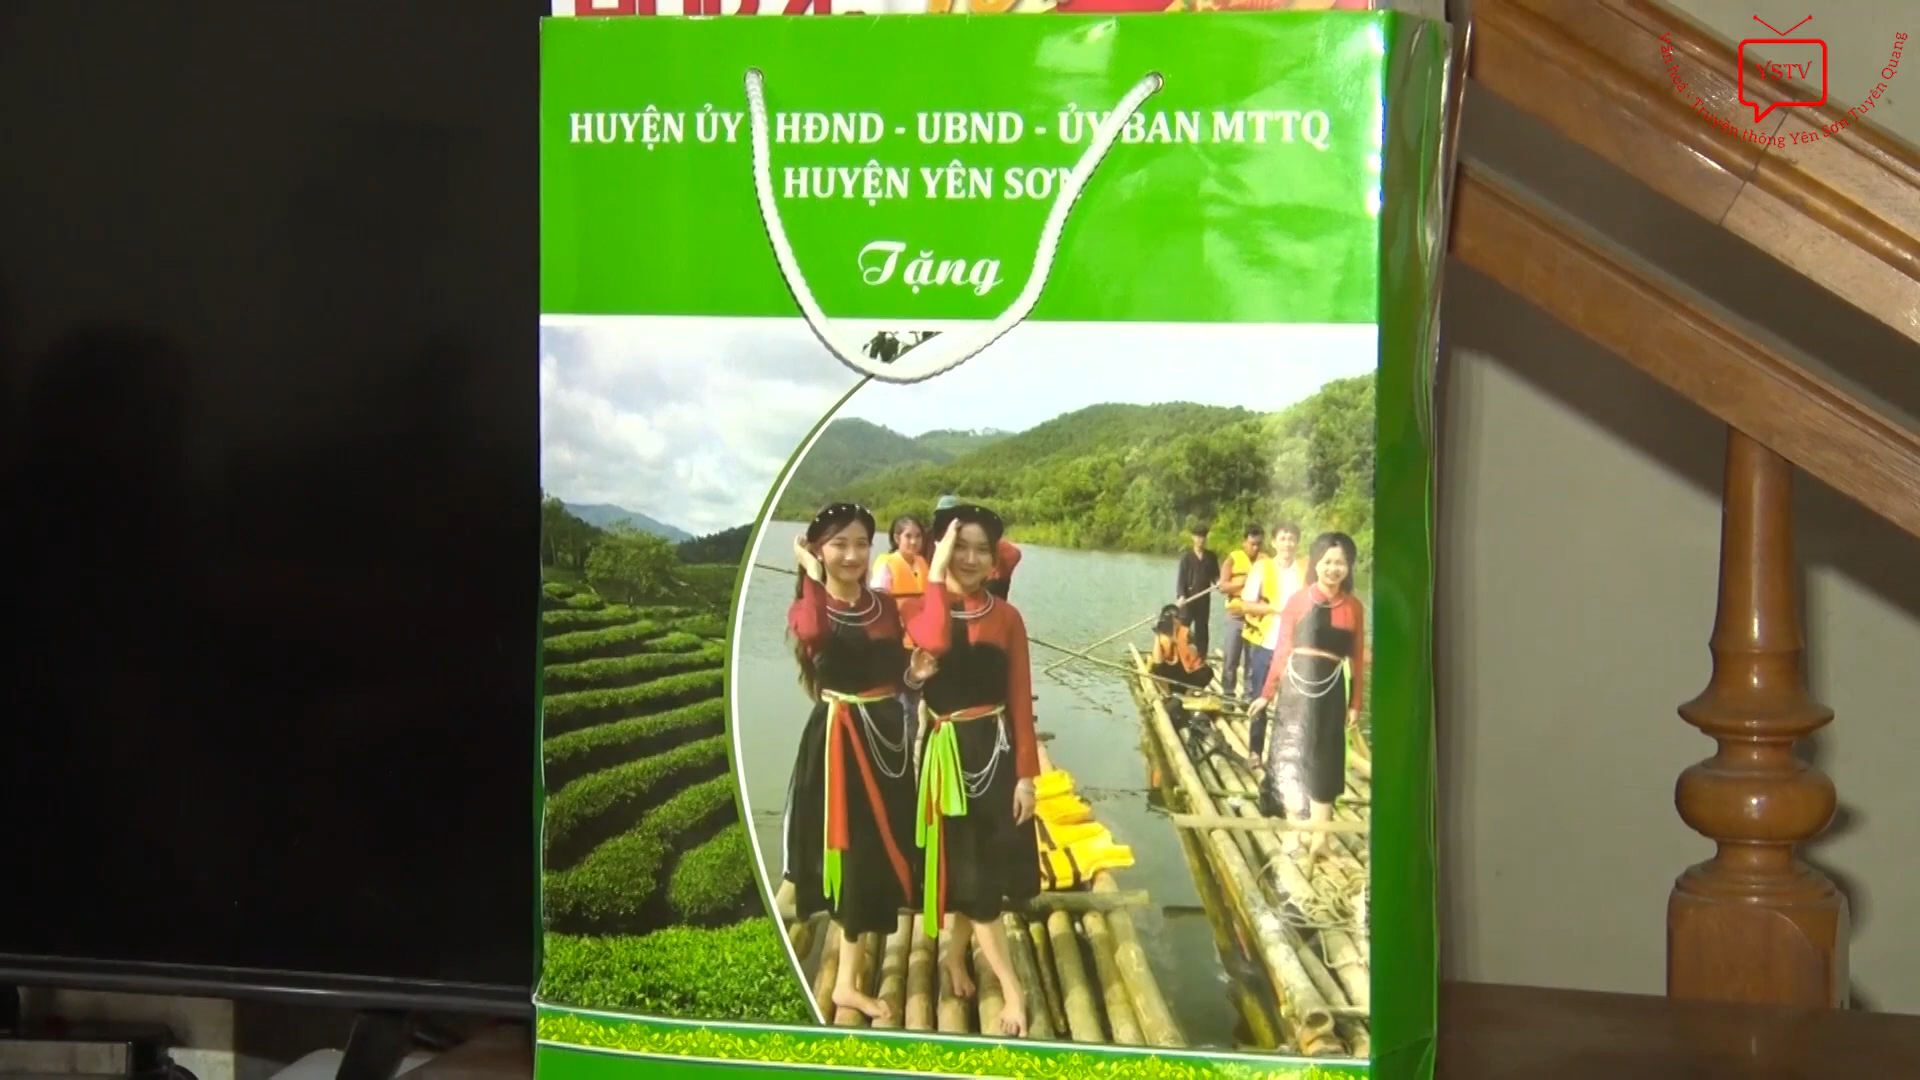 HUYỆN ỦY - HĐND - UBND - ỦY BAN MTTQ
HUYỆN YÊN SƠN
Tặng
YSTV
Văn hoá - Truyền thông Yên Sơn Tuyên Quang